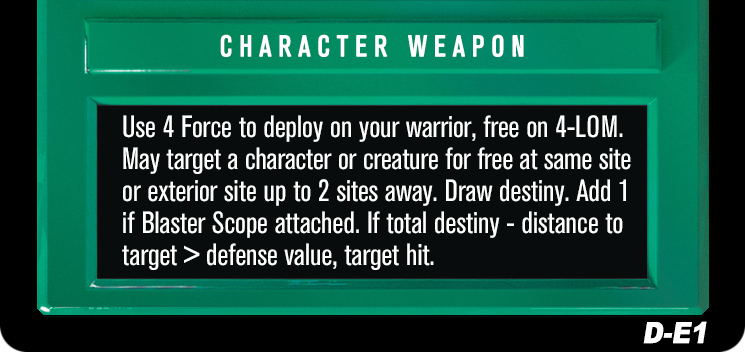 CHARACTER WEAPON
Use 4 Force to deploy on your warrior, free on 4-LOM.
May target a character or creature for free at same site
or exterior site up to 2 sites away. Draw destiny. Add 1
if Blaster Scope attached. If total destiny - distance to
target > defense value, target hit.
D-E1